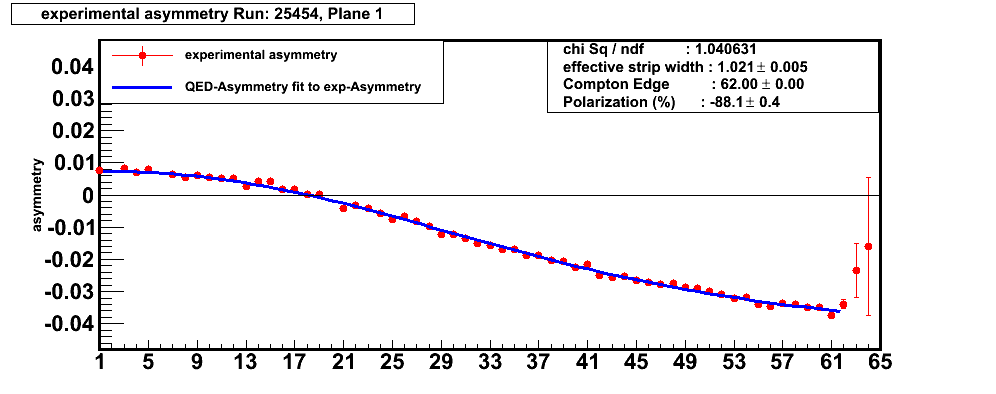 experimental asymmetry Run: 25454, Plane 1
experimental asymmetry
QED-Asymmetry fit to exp-Asymmetry
chi Sq / ndf : 1.040631
effective strip width : 1.021 ± 0.005
Compton Edge : 62.00 ± 0.00
Polarization (%) : -88.1 ± 0.4
asymmetry
0.04
0.03
0.02
0.01
0
-0.01
-0.02
-0.03
-0.04
1 5 9 13 17 21 25 29 33 37 41 45 49 53 57 61 65